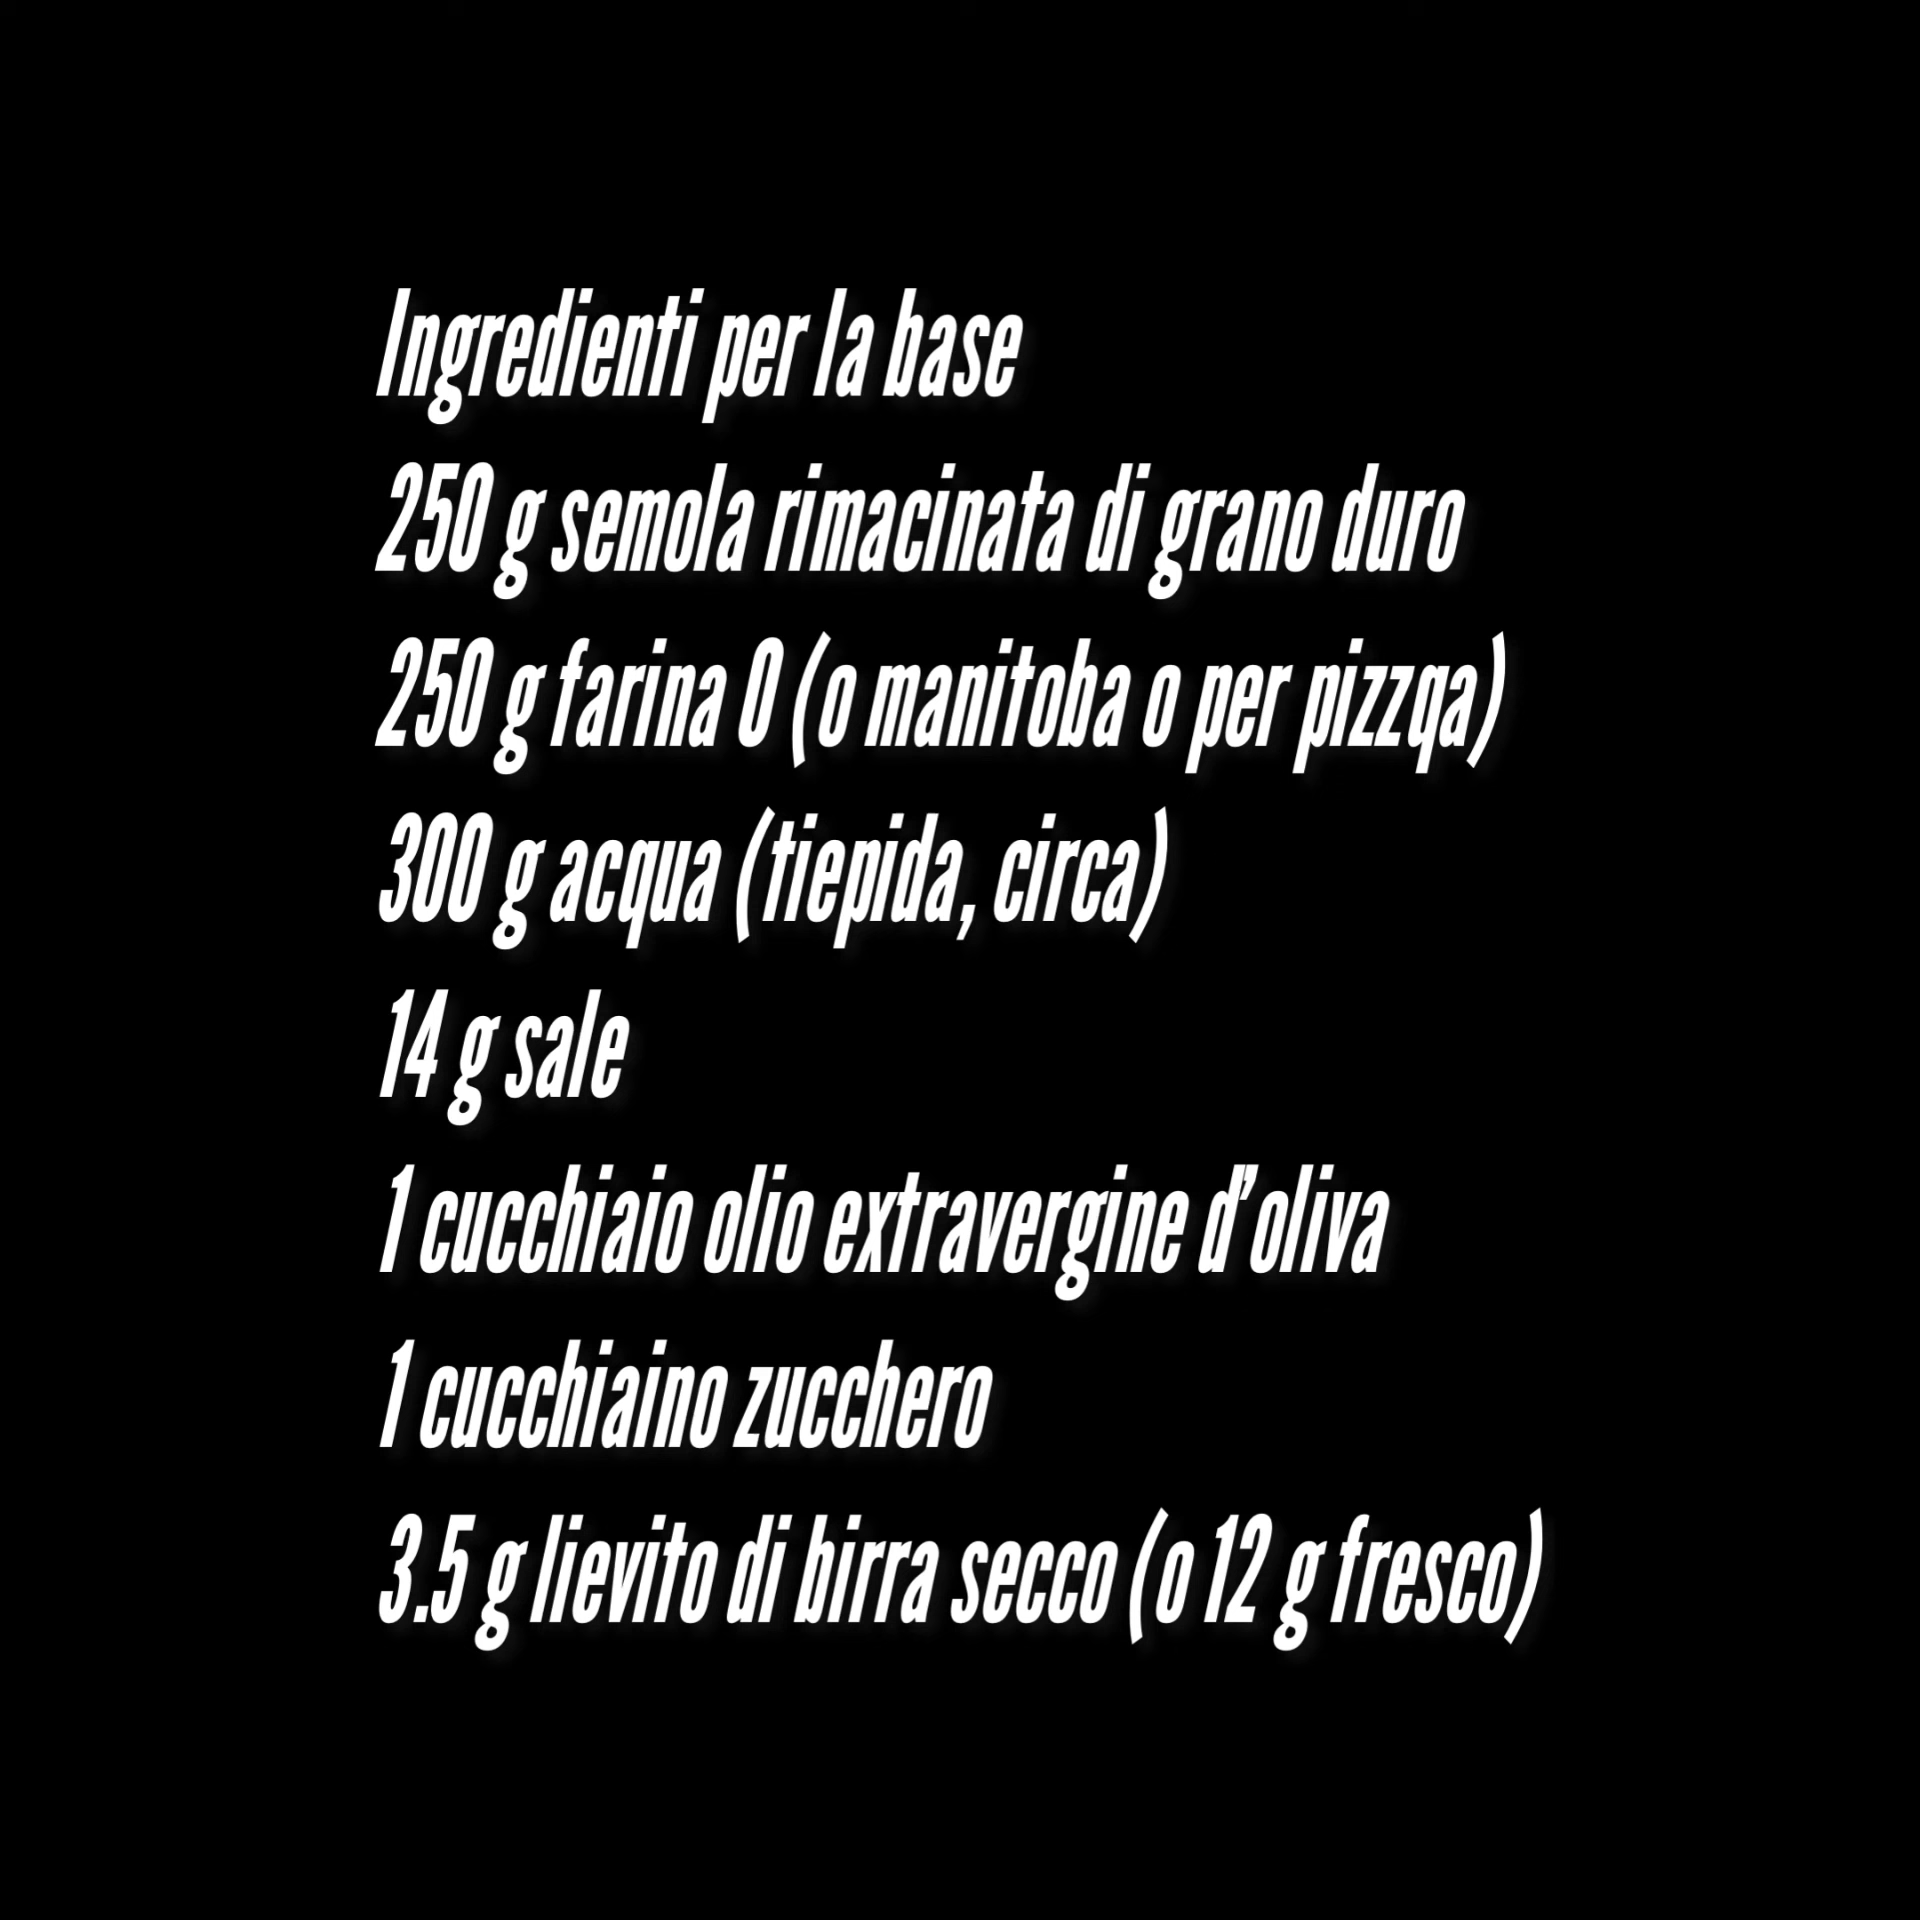 Ingredienti per la base
250 g semola rimacinata di grano duro
250 g farina 0 (o manitoba o per pizzqa)
300 g acqua (tiepida, circa)
14 g sale
1 cucchiaio olio extravergine d’oliva
1 cucchiaino zucchero
3.5 g lievito di birra secco (o 12 g fresco)